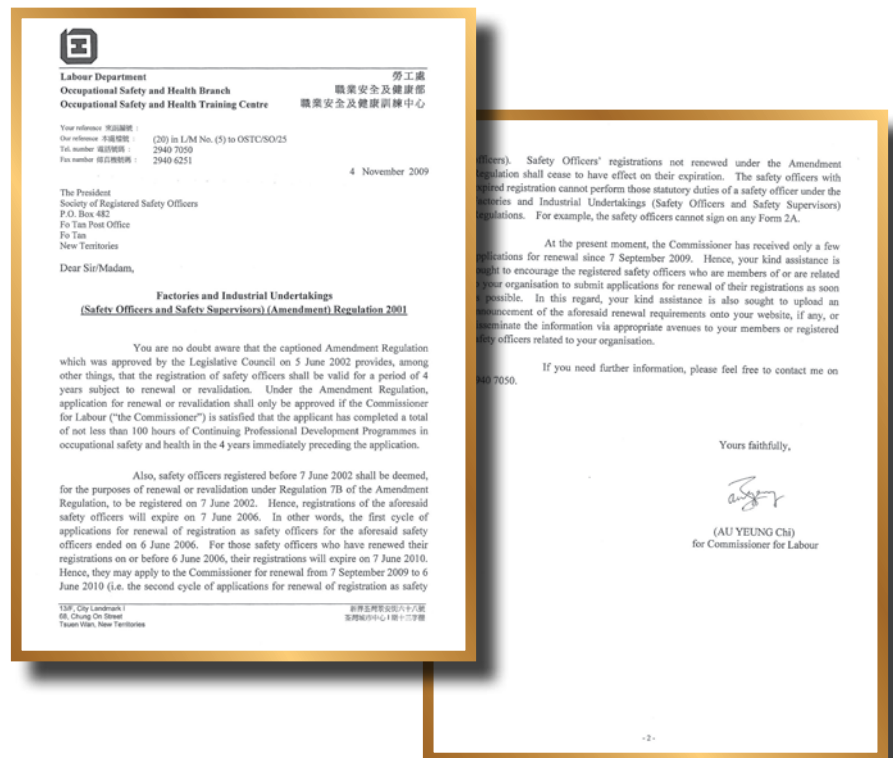 Labour Department
勞工處
Occupational Safety and Health Branch
職業安全及健康部
Occupational Safety and Health Training Centre
職業安全及健康訓練中心
Your reference 來函編號 :
Our reference 本處檔號 : (20) in L/M No. (5) to OSTC/SO/25
Tel. number 電話號碼 : 2940 7050
Fax number 傳真機號碼 : 2940 6251
4 November 2009
The President
Society of Registered Safety Officers
P.O. Box 482
Fo Tan Post Office
Fo Tan
New Territories
Dear Sir/Madam,
Factories and Industrial Undertakings
(Safety Officers and Safety Supervisors) (Amendment) Regulation 2001
You are no doubt aware that the captioned Amendment Regulation
which was approved by the Legislative Council on 5 June 2002 provides, among
other things, that the registration of safety officers shall be valid for a period of 4
years subject to renewal or revalidation. Under the Amendment Regulation,
application for renewal or revalidation shall only be approved if the Commissioner
for Labour ("the Commissioner") is satisfied that the applicant has completed a total
of not less than 100 hours of Continuing Professional Development Programmes in
occupational safety and health in the 4 years immediately preceding the application.
Also, safety officers registered before 7 June 2002 shall be deemed,
for the purposes of renewal or revalidation under Regulation 7B of the Amendment
Regulation, to be registered on 7 June 2002. Hence, registrations of the aforesaid
safety officers will expire on 7 June 2006. In other words, the first cycle of
applications for renewal of registration as safety officers for the aforesaid safety
officers ended on 6 June 2006. For those safety officers who have renewed their
registrations on or before 6 June 2006, their registrations will expire on 7 June 2010.
Hence, they may apply to the Commissioner for renewal from 7 September 2009 to 6
June 2010 (i.e. the second cycle of applications for renewal of registration as safety
13/F, City Landmark I
68, Chung On Street
Tsuen Wan, New Territories
新界荃灣眾安街六十八號
荃灣城市中心 I 期十三字樓
officers). Safety Officers' registrations not renewed under the Amendment
Regulation shall cease to have effect on their expiration. The safety officers with
expired registration cannot perform those statutory duties of a safety officer under the
Factories and Industrial Undertakings (Safety Officers and Safety Supervisors)
Regulations. For example, the safety officers cannot sign on any Form 2A.
At the present moment, the Commissioner has received only a few
applications for renewal since 7 September 2009. Hence, your kind assistance is
sought to encourage the registered safety officers who are members of or are related
your organisation to submit applications for renewal of their registrations as soon
possible. In this regard, your kind assistance is also sought to upload an
announcement of the aforesaid renewal requirements onto your website, if any, or
disseminate the information via appropriate avenues to your members or registered
safety officers related to your organisation.
If you need further information, please feel free to contact me on
2940 7050.
Yours faithfully,
(AU YEUNG Chi)
for Commissioner for Labour
- 2 -